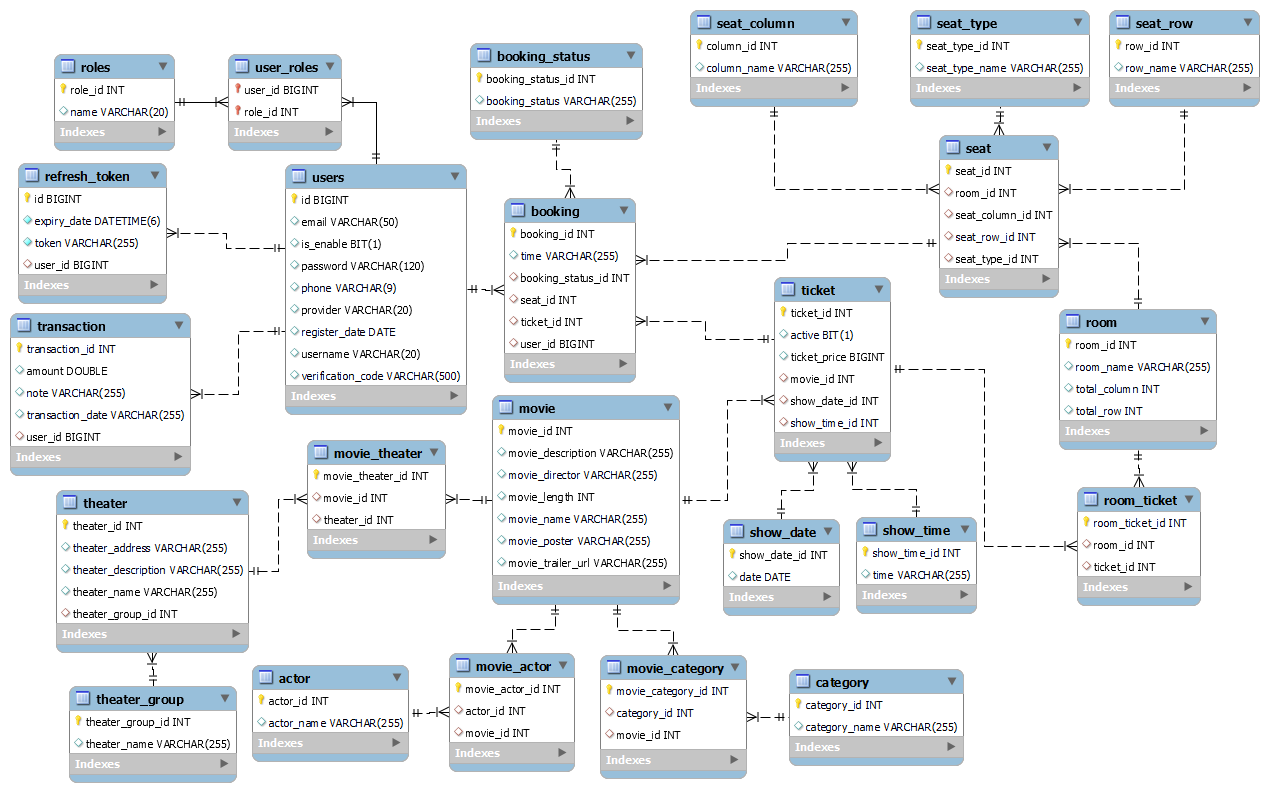 seat_column
column_id INT
column_name VARCHAR(255)
Indexes
seat_type
seat_type_id INT
seat_type_name VARCHAR(255)
Indexes
seat_row
row_id INT
row_name VARCHAR(255)
Indexes
roles
role_id INT
name VARCHAR(20)
Indexes
user_roles
user_id BIGINT
role_id INT
Indexes
booking_status
booking_status_id INT
booking_status VARCHAR(255)
Indexes
seat
seat_id INT
room_id INT
seat_column_id INT
seat_row_id INT
seat_type_id INT
Indexes
refresh_token
id BIGINT
expiry_date DATETIME(6)
token VARCHAR(255)
user_id BIGINT
Indexes
users
id BIGINT
email VARCHAR(50)
is_enable BIT(1)
password VARCHAR(120)
phone VARCHAR(9)
provider VARCHAR(20)
register_date DATE
username VARCHAR(20)
verification_code VARCHAR(500)
Indexes
booking
booking_id INT
time VARCHAR(255)
booking_status_id INT
seat_id INT
ticket_id INT
user_id BIGINT
Indexes
ticket
ticket_id INT
active BIT(1)
ticket_price BIGINT
movie_id INT
show_date_id INT
show_time_id INT
Indexes
room
room_id INT
room_name VARCHAR(255)
total_column INT
total_row INT
Indexes
transaction
transaction_id INT
amount DOUBLE
note VARCHAR(255)
transaction_date VARCHAR(255)
user_id BIGINT
Indexes
movie
movie_id INT
movie_description VARCHAR(255)
movie_director VARCHAR(255)
movie_length INT
movie_name VARCHAR(255)
movie_poster VARCHAR(255)
movie_trailer_url VARCHAR(255)
Indexes
movie_theater
movie_theater_id INT
movie_id INT
theater_id INT
Indexes
theater
theater_id INT
theater_address VARCHAR(255)
theater_description VARCHAR(255)
theater_name VARCHAR(255)
theater_group_id INT
Indexes
show_date
show_date_id INT
date DATE
Indexes
show_time
show_time_id INT
time VARCHAR(255)
Indexes
room_ticket
room_ticket_id INT
room_id INT
ticket_id INT
Indexes
theater_group
theater_group_id INT
theater_name VARCHAR(255)
Indexes
actor
actor_id INT
actor_name VARCHAR(255)
Indexes
movie_actor
movie_actor_id INT
actor_id INT
movie_id INT
Indexes
movie_category
movie_category_id INT
category_id INT
movie_id INT
Indexes
category
category_id INT
category_name VARCHAR(255)
Indexes